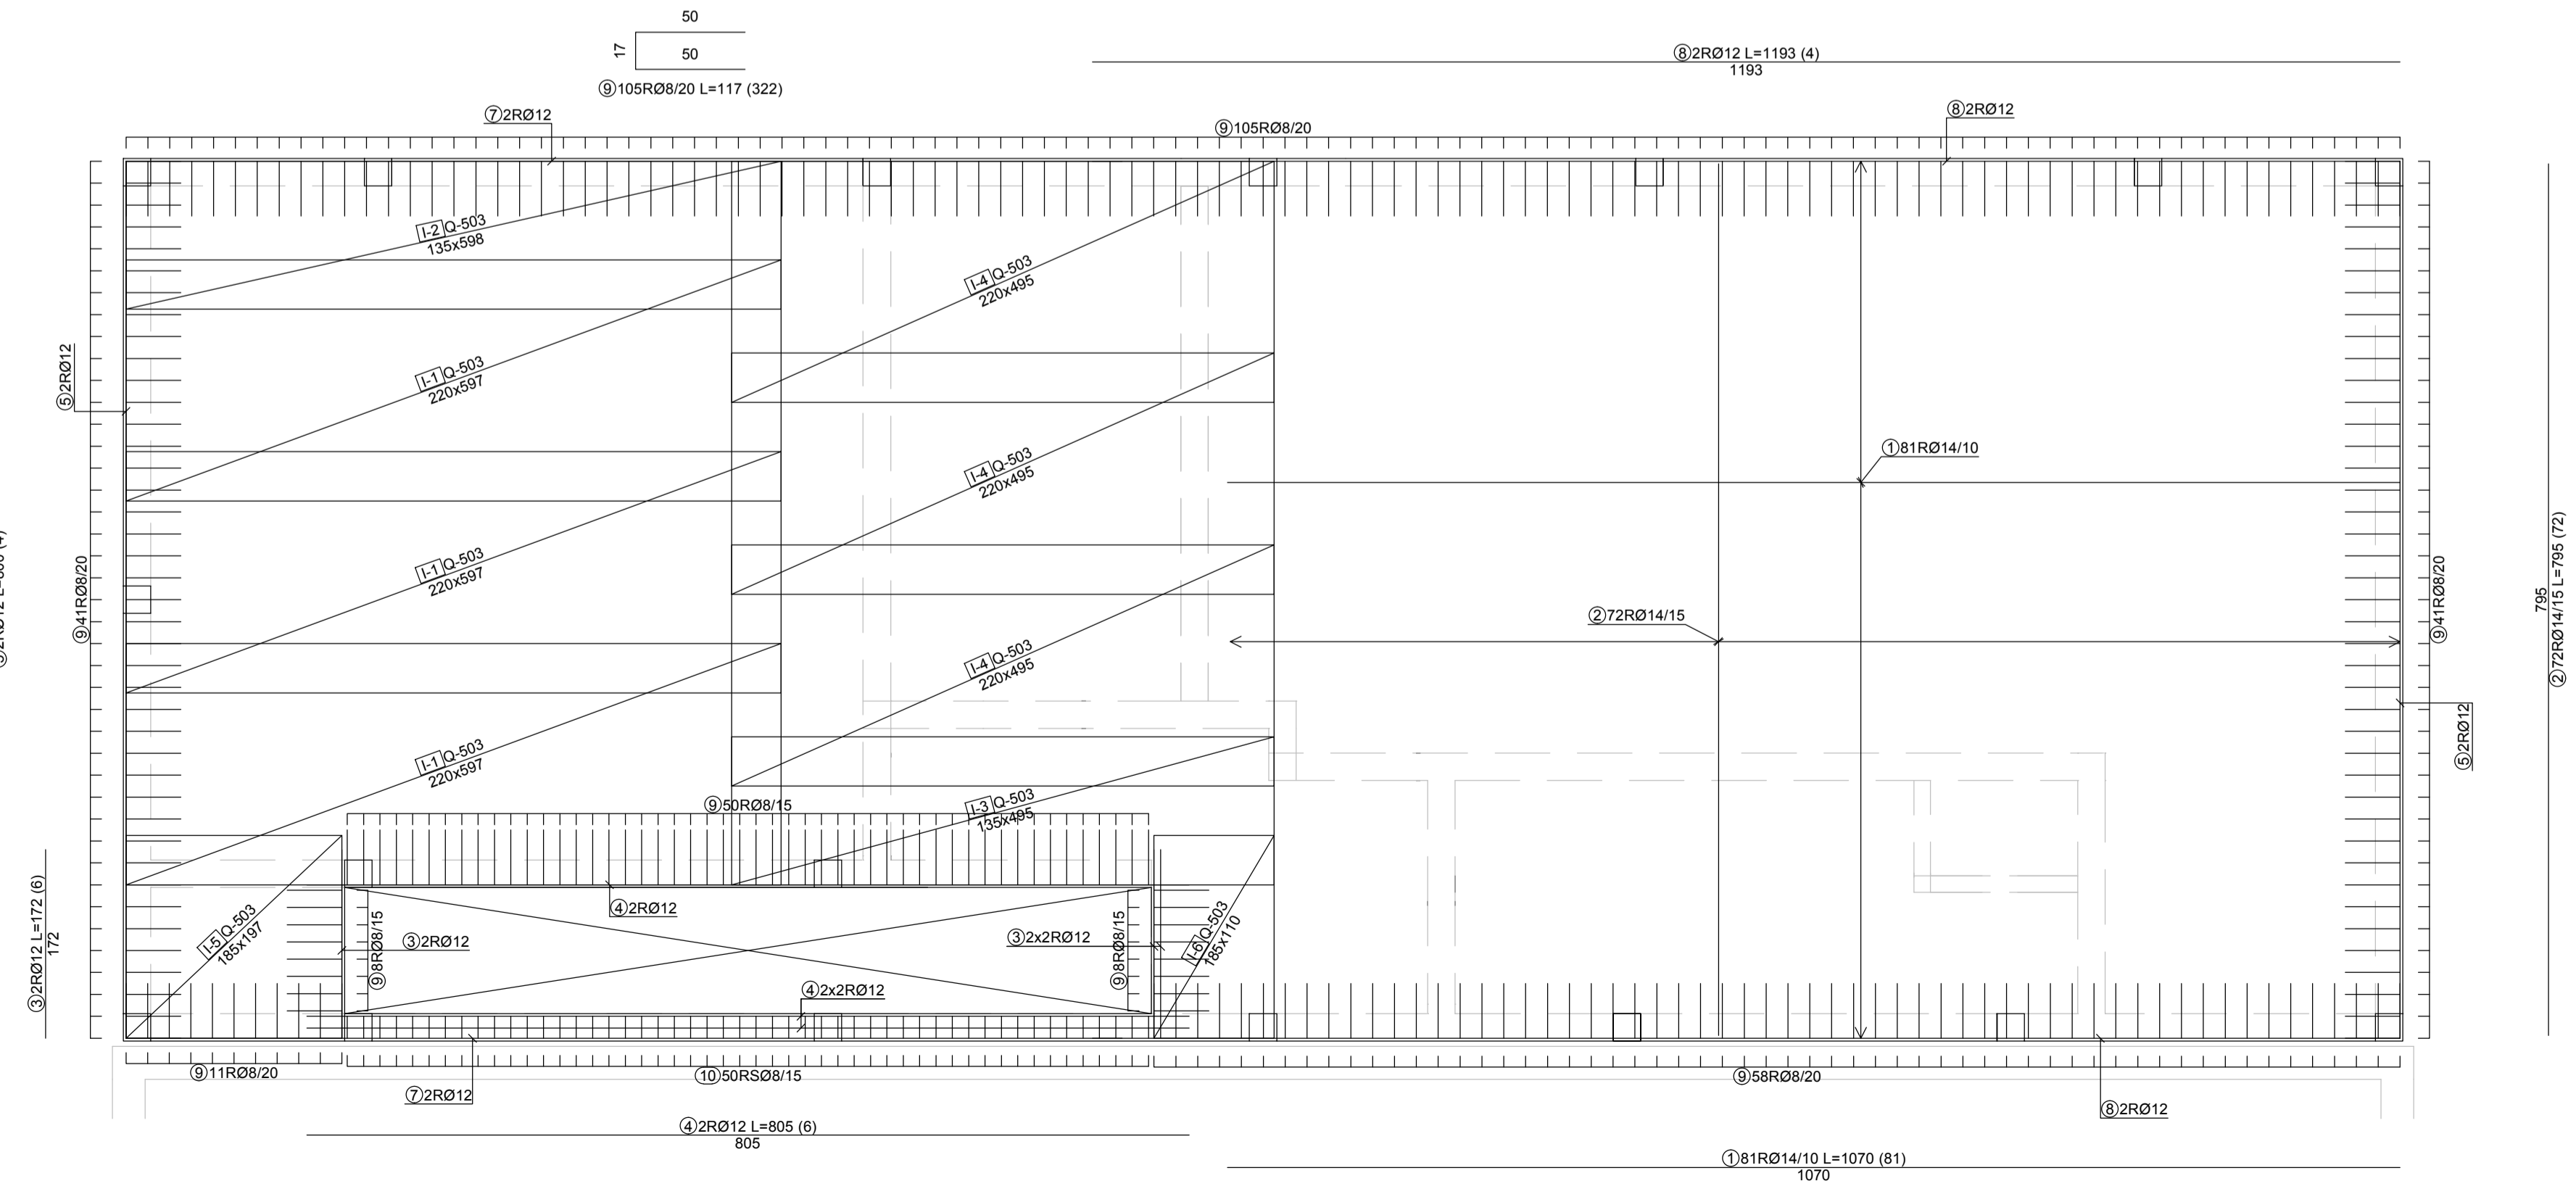 50
17
50
⑨105RØ8/20 L=117 (322)
⑧2RØ12 L=1193 (4)
1193
⑦2RØ12
⑨105RØ8/20
⑧2RØ12
I-2 Q-503
135x598
I-4 Q-503
220x495
⑤2RØ12
I-1 Q-503
220x597
①81RØ14/10
I-4 Q-503
220x495
⑨41RØ8/20
I-1 Q-503
220x597
⑨41RØ8/20
795
②72RØ14/15 L=795 (72)
②72RØ14/15
I-4 Q-503
220x495
⑤2RØ12
I-1 Q-503
220x597
⑨50RØ8/15
I-3 Q-503
135x495
③2RØ12 L=172 (6)
172
I-5 Q-503
185x197
④2RØ12
③2RØ12
⑨8RØ8/15
③2x2RØ12
⑨8RØ8/15
I-6 Q-503
185x110
④2x2RØ12
⑨11RØ8/20
⑩50RSØ8/15
⑨58RØ8/20
⑦2RØ12
⑧2RØ12
④2RØ12 L=805 (6)
805
①81RØ14/10 L=1070 (81)
1070